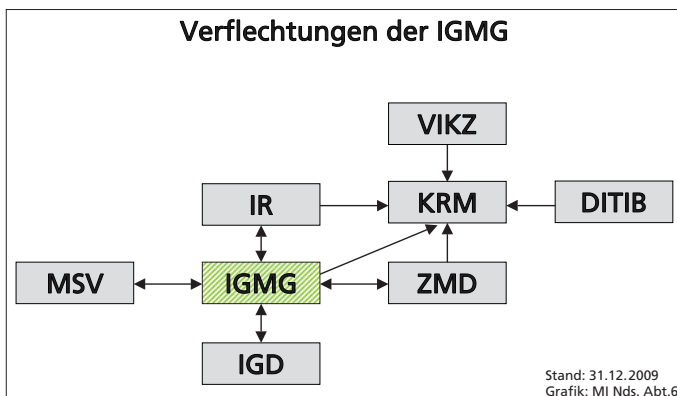 Verflechtungen der IGMG
VIKZ
IR
KRM
DITIB
MSV
IGMG
ZMD
IGD
Stand: 31.12.2009
Grafik: MI Nds. Abt.6